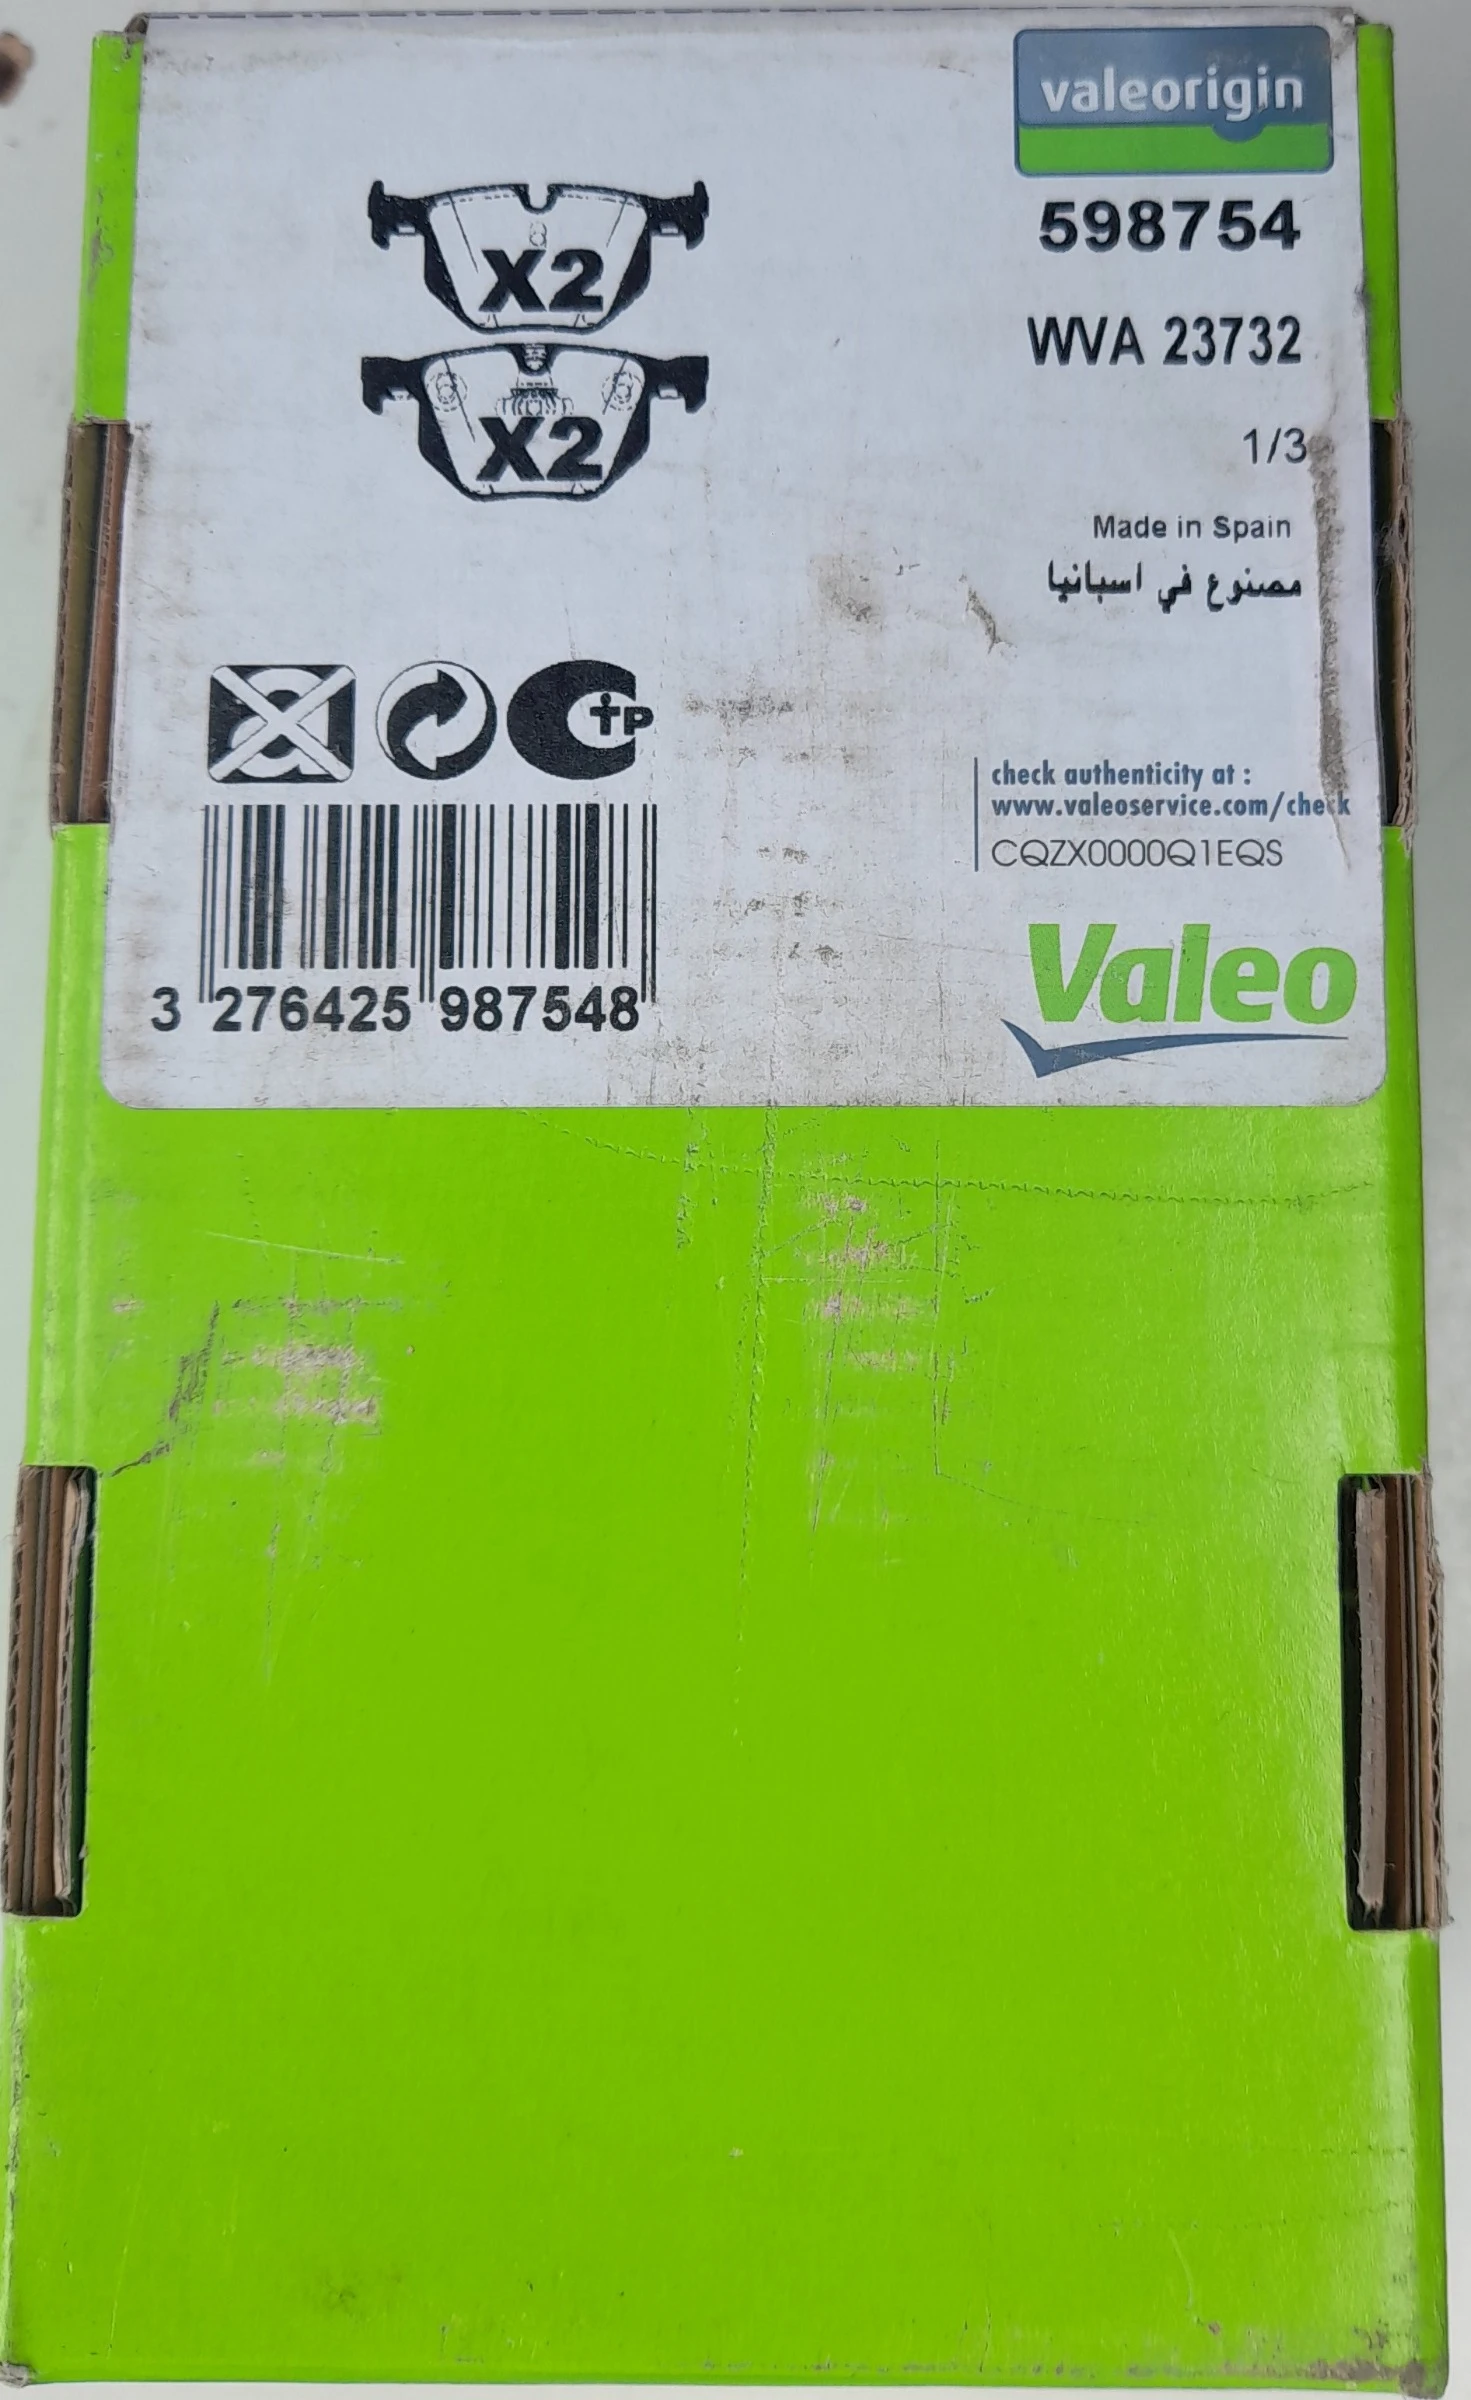 valeorigin
598754
WVA 23732
1/3
Made in Spain
مصنوع في اسبانيا
X2
X2
a
C tP
check authenticity at :
www.valeoservice.com/check
CQZX0000Q1EQS
3 276425 987548
Valeo